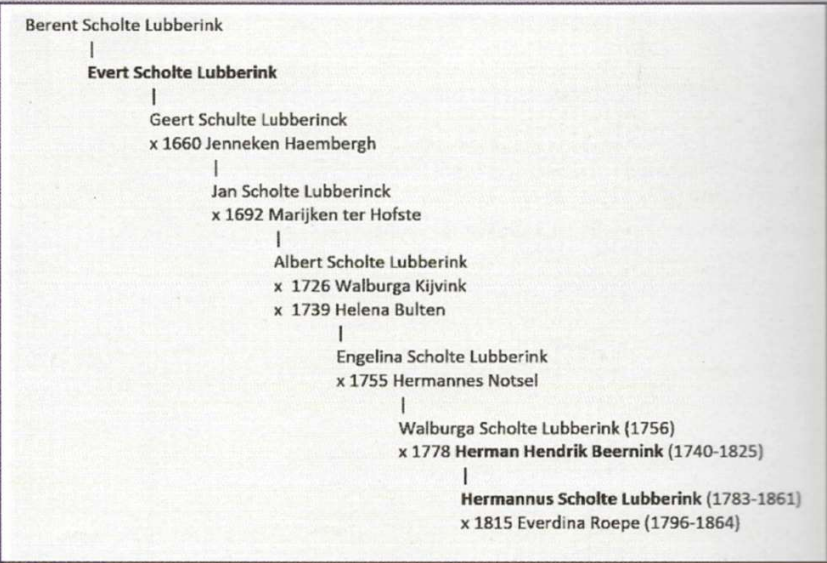 Berent Scholte Lubberink
|
Evert Scholte Lubberink
|
Geert Schulte Lubberinck
x 1660 Jenneken Haembergh
|
Jan Scholte Lubberinck
x 1692 Marijken ter Hofste
|
Albert Scholte Lubberink
x 1726 Walburga Kijvink
x 1739 Helena Bulten
|
Engelina Scholte Lubberink
x 1755 Hermannes Notsel
|
Walburga Scholte Lubberink (1756)
x 1778 Herman Hendrik Beernink (1740-1825)
|
Hermannus Scholte Lubberink (1783-1861)
x 1815 Everdina Roepe (1796-1864)